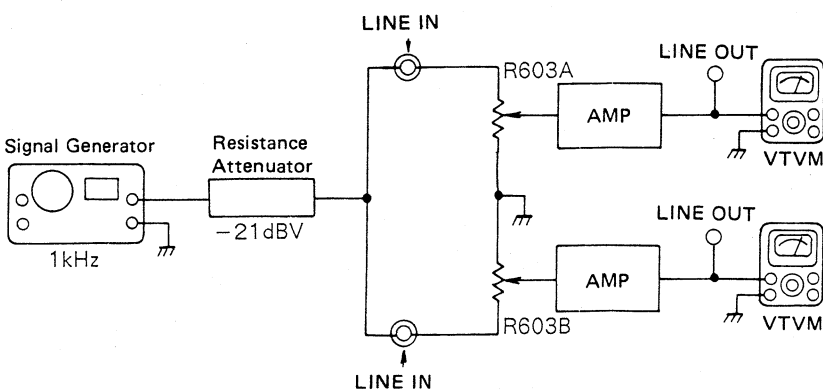 LINE IN
R603A
LINE OUT
AMP
VTVM
Signal Generator
Resistance
Attenuator
−21dBV
1kHz
LINE OUT
AMP
R603B
VTVM
LINE IN